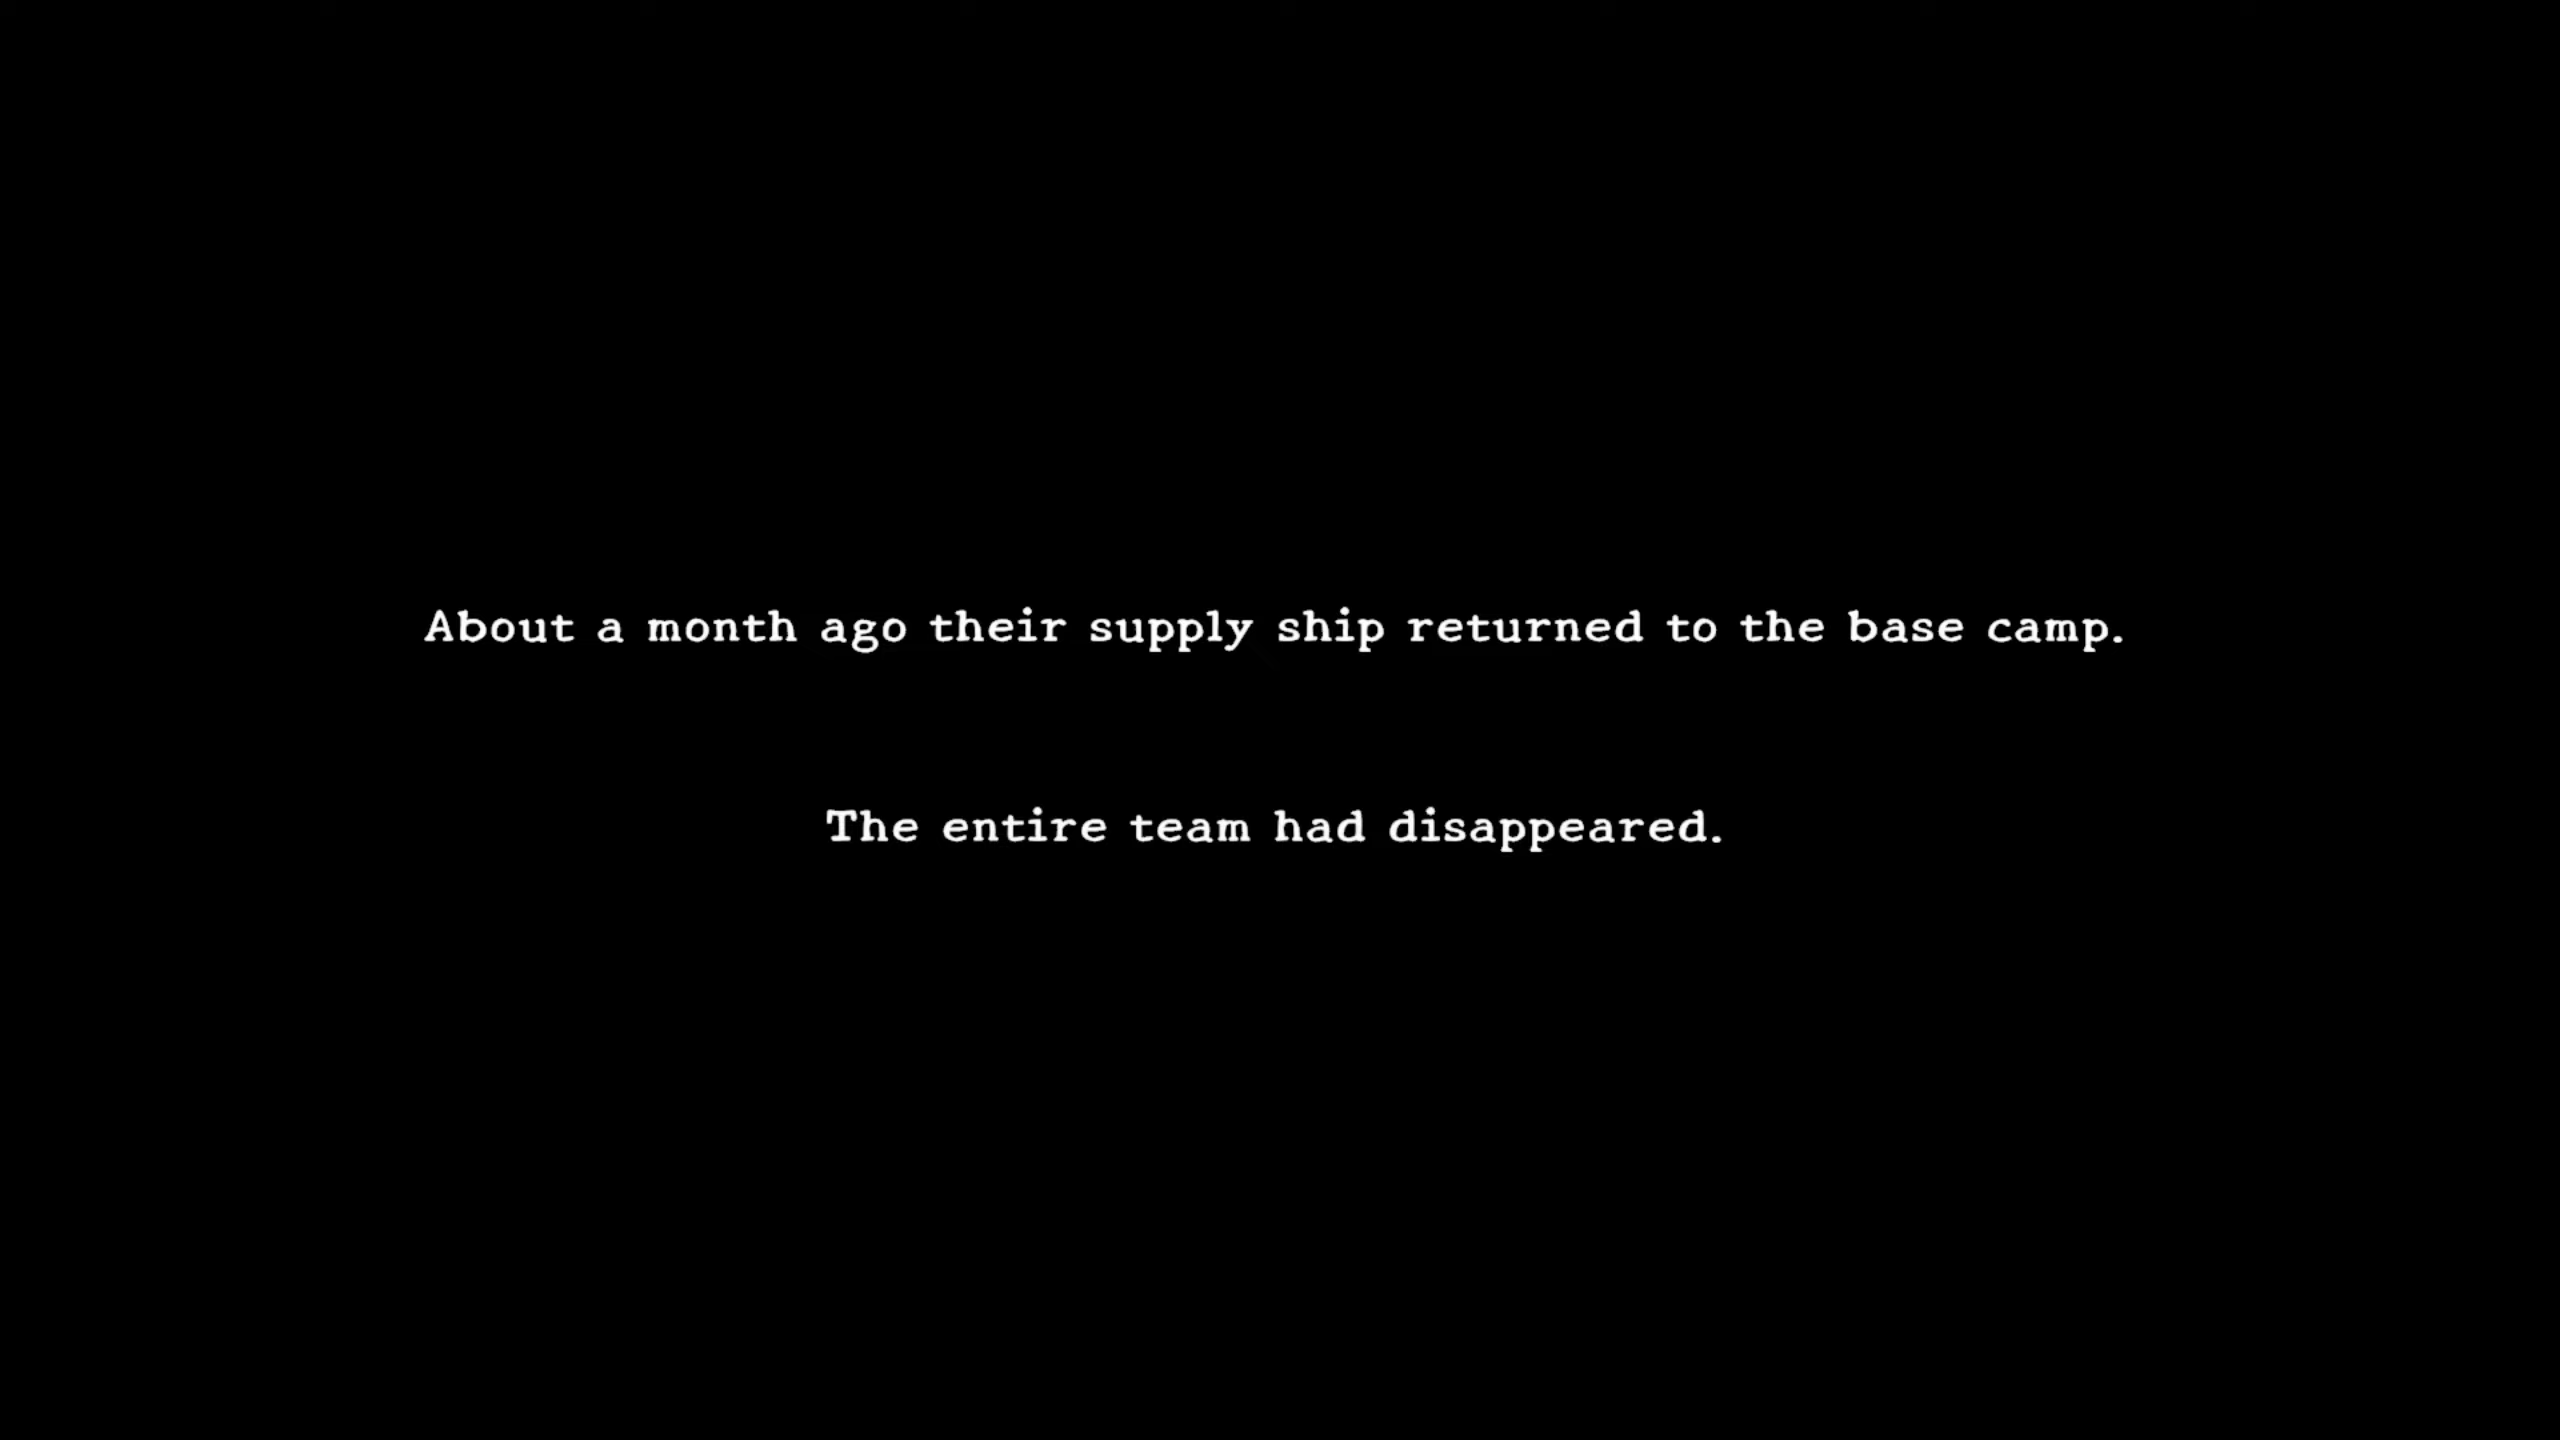 About a month ago their supply ship returned to the base camp.
The entire team had disappeared.